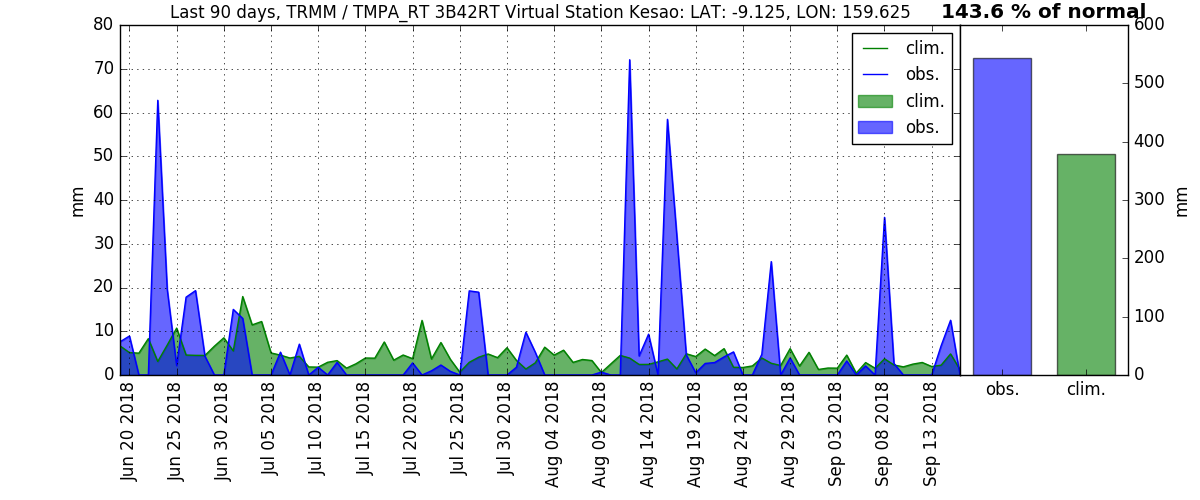 Last 90 days, TRMM / TMPA_RT 3B42RT Virtual Station Kesao: LAT: -9.125, LON: 159.625
143.6 % of normal
80
70
60
50
40
30
20
10
0
mm
clim.
obs.
clim.
obs.
600
500
400
300
200
100
0
mm
Jun 20 2018
Jun 25 2018
Jun 30 2018
Jul 05 2018
Jul 10 2018
Jul 15 2018
Jul 20 2018
Jul 25 2018
Jul 30 2018
Aug 04 2018
Aug 09 2018
Aug 14 2018
Aug 19 2018
Aug 24 2018
Aug 29 2018
Sep 03 2018
Sep 08 2018
Sep 13 2018
obs.
clim.